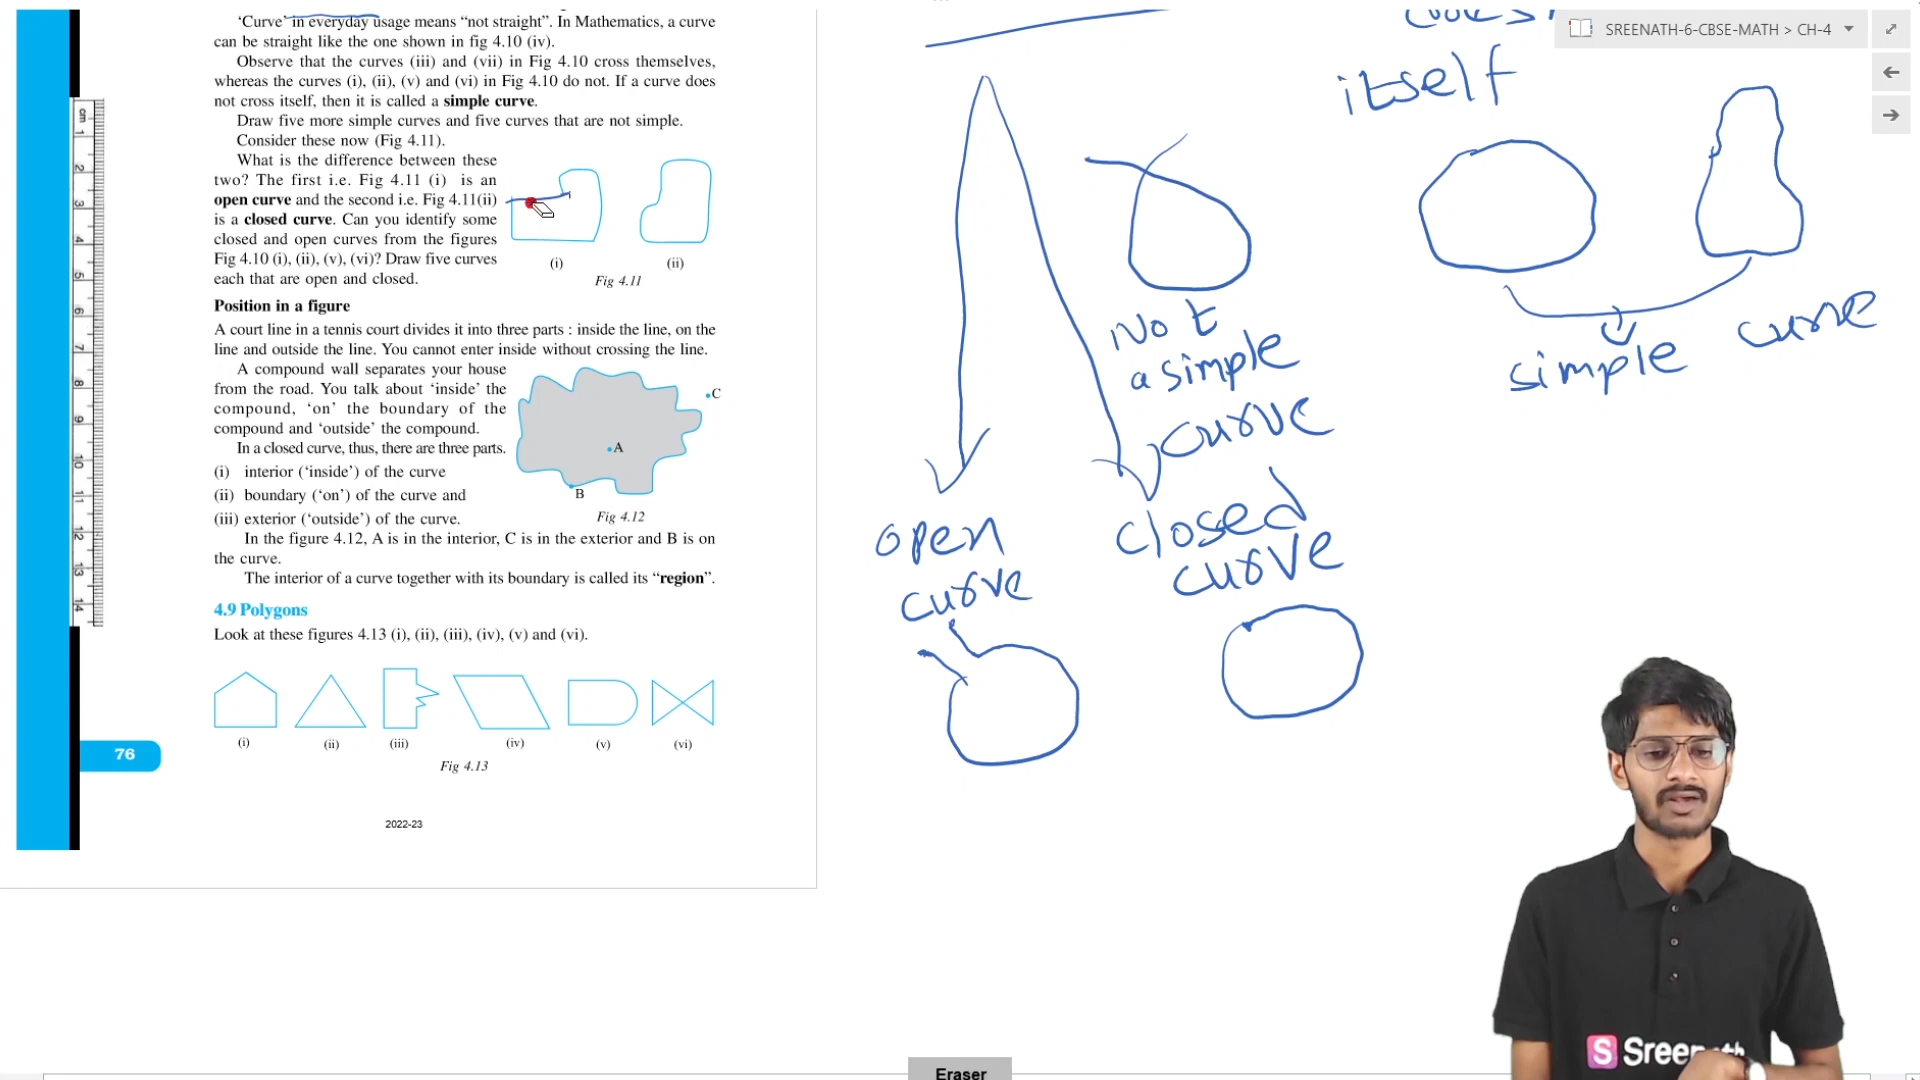 ‘Curve’ in everyday usage means “not straight”. In Mathematics, a curve
can be straight like the one shown in fig 4.10 (iv).
Observe that the curves (iii) and (vii) in Fig 4.10 cross themselves,
whereas the curves (i), (ii), (v) and (vi) in Fig 4.10 do not. If a curve does
not cross itself, then it is called a simple curve.
Draw five more simple curves and five curves that are not simple.
Consider these now (Fig 4.11).
What is the difference between these
two? The first i.e. Fig 4.11 (i) is an
open curve and the second i.e. Fig 4.11(ii)
is a closed curve. Can you identify some
closed and open curves from the figures
Fig 4.10 (i), (ii), (v), (vi)? Draw five curves
each that are open and closed.
(i)
(ii)
Fig 4.11
Position in a figure
A court line in a tennis court divides it into three parts : inside the line, on the
line and outside the line. You cannot enter inside without crossing the line.
A compound wall separates your house
from the road. You talk about ‘inside’ the
compound, ‘on’ the boundary of the
compound and ‘outside’ the compound.
In a closed curve, thus, there are three parts.
(i) interior (‘inside’) of the curve
(ii) boundary (‘on’) of the curve and
(iii) exterior (‘outside’) of the curve.
C
A
B
Fig 4.12
In the figure 4.12, A is in the interior, C is in the exterior and B is on
the curve.
The interior of a curve together with its boundary is called its “region”.
4.9 Polygons
Look at these figures 4.13 (i), (ii), (iii), (iv), (v) and (vi).
(i)
(ii)
(iii)
(iv)
(v)
(vi)
Fig 4.13
76
2022-23
cm 1 2 3 4 5 6 7 8 9 10 11 12 13 14
itself
Not
a simple
curve
simple curve
open
curve
closed
curve
SREENATH-6-CBSE-MATH > CH-4
Eraser